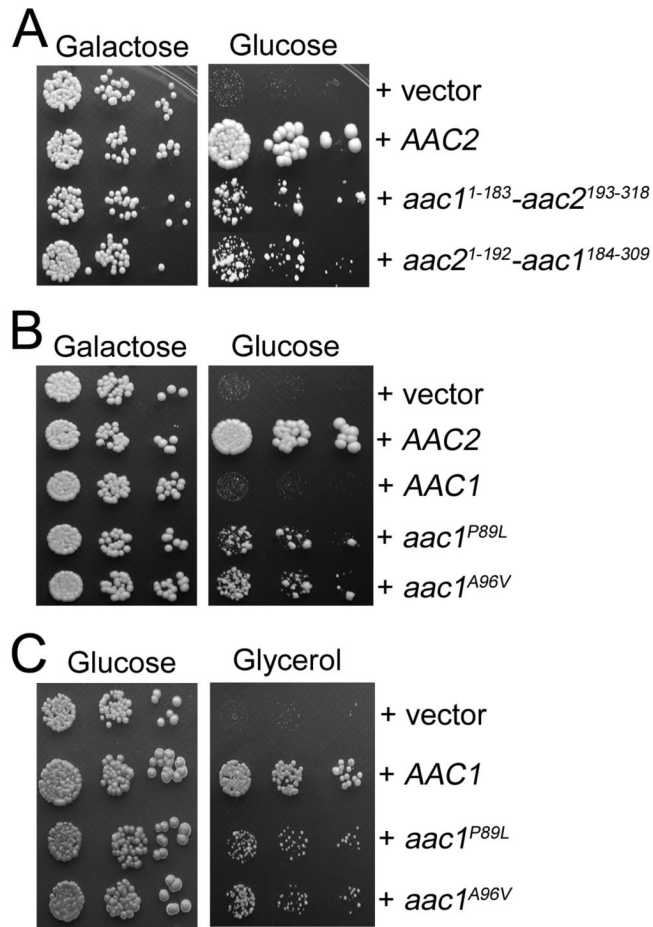 A
Galactose Glucose
+ vector
+ AAC2
+ aac1^1-183-aac2^193-318
+ aac2^1-192-aac1^184-309
B
Galactose Glucose
+ vector
+ AAC2
+ AAC1
+ aac1^P89L
+ aac1^A96V
C
Glucose Glycerol
+ vector
+ AAC1
+ aac1^P89L
+ aac1^A96V